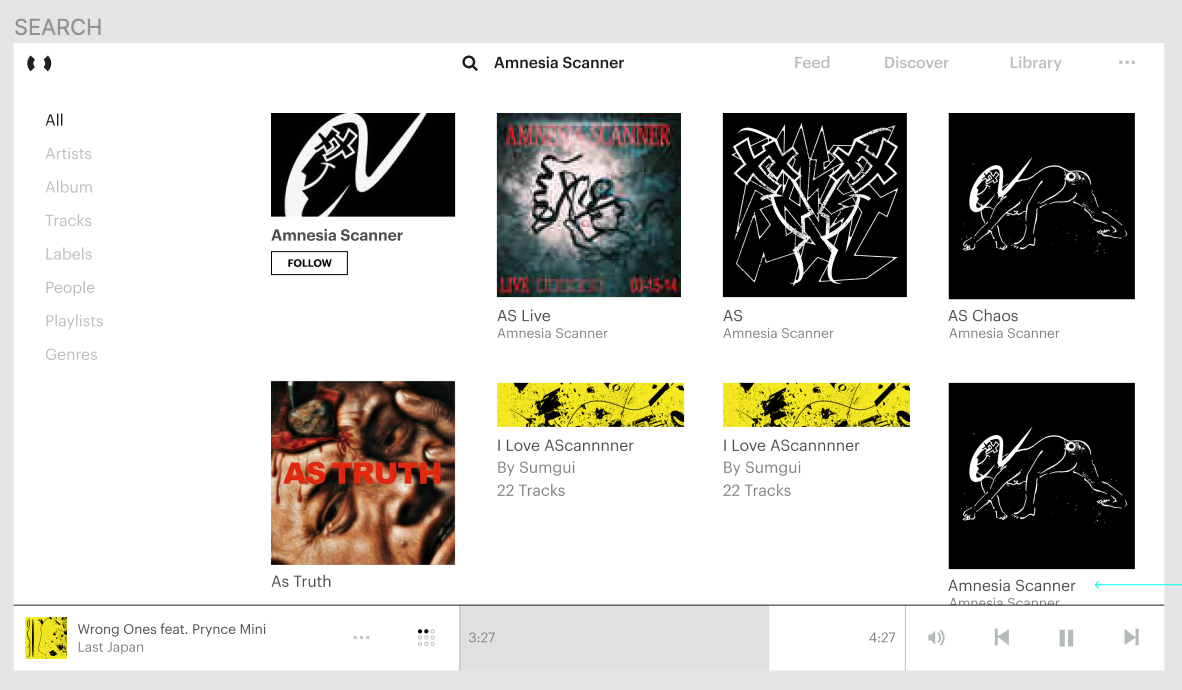 SEARCH
Amnesia Scanner
Feed
Discover
Library
All
Artists
Album
Tracks
Labels
People
Playlists
Genres
Amnesia Scanner
FOLLOW
AMNESIA SCANNER
LIVE
03-15-14
AS Live
Amnesia Scanner
AS
Amnesia Scanner
AS Chaos
Amnesia Scanner
AS TRUTH
As Truth
I Love AScannnner
By Sumgui
22 Tracks
I Love AScannnner
By Sumgui
22 Tracks
Amnesia Scanner
Amnesia Scanner
Wrong Ones feat. Prynce Mini
Last Japan
3:27
4:27